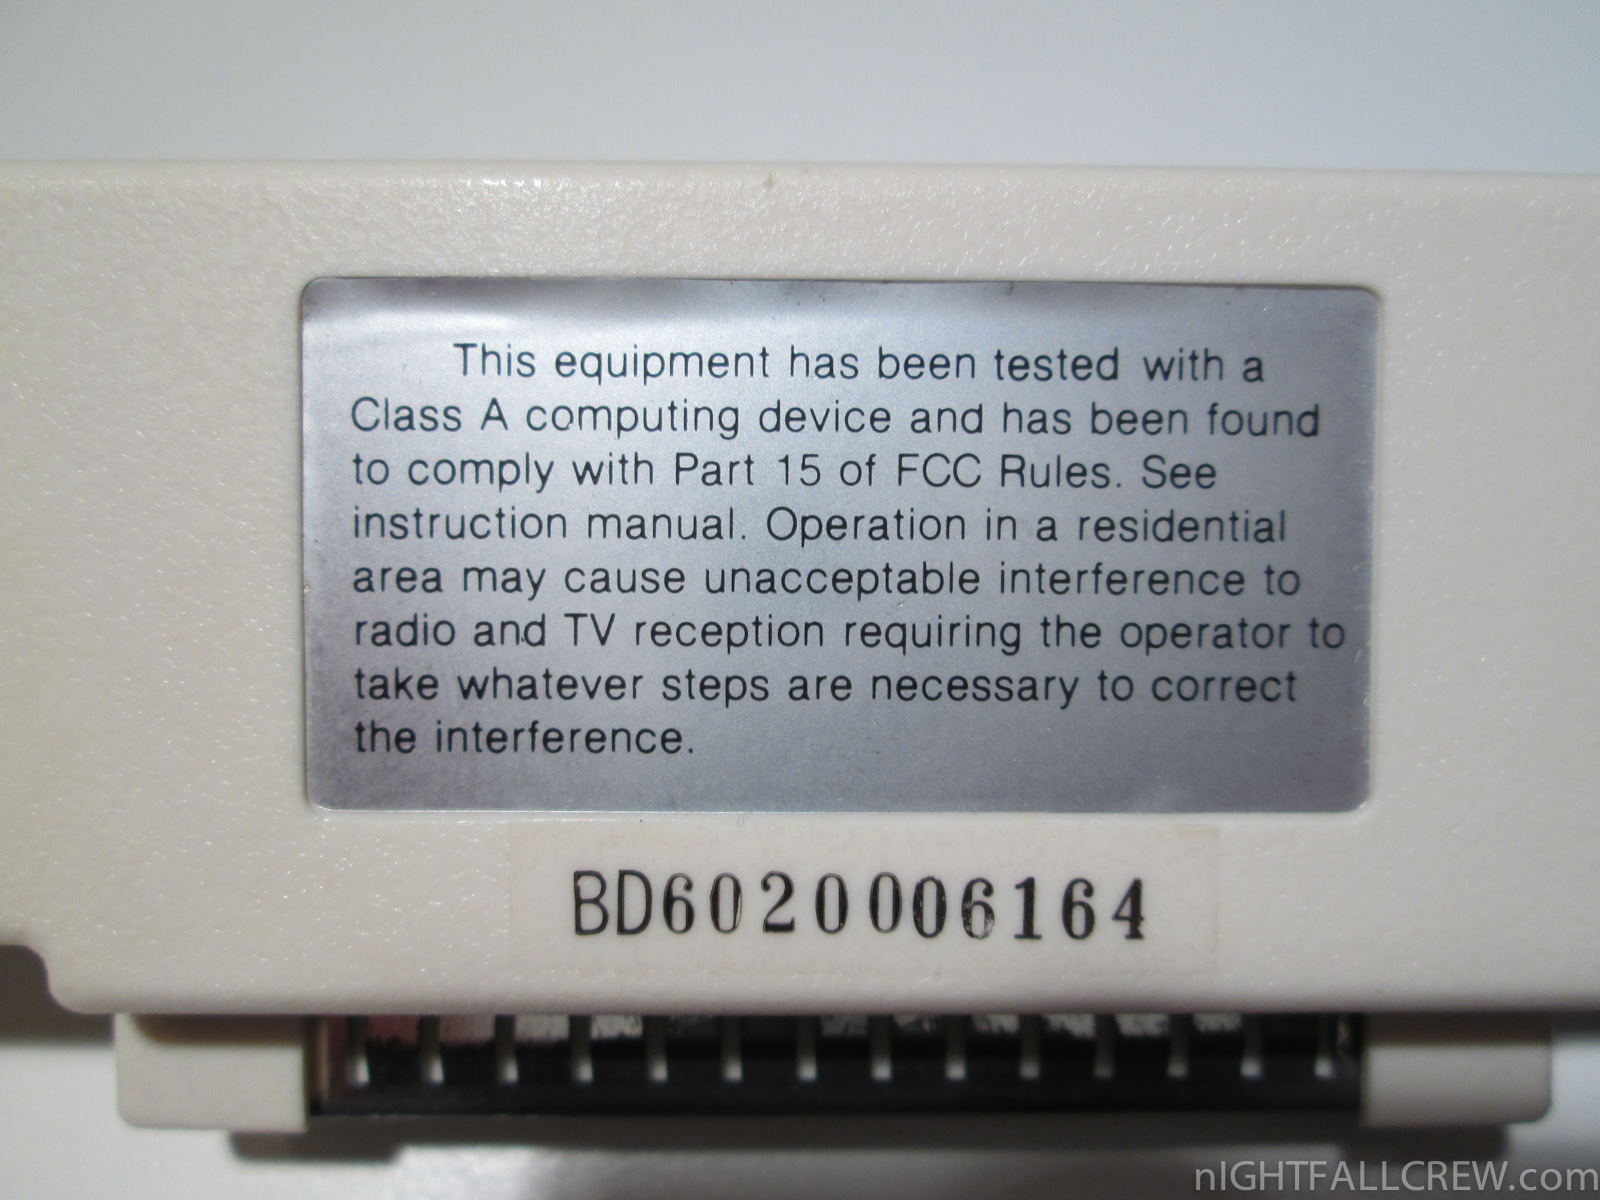 This equipment has been tested with a
Class A computing device and has been found
to comply with Part 15 of FCC Rules. See
instruction manual. Operation in a residential
area may cause unacceptable interference to
radio and TV reception requiring the operator to
take whatever steps are necessary to correct
the interference.
BD6020006164
nIGHTFALLCREW.com